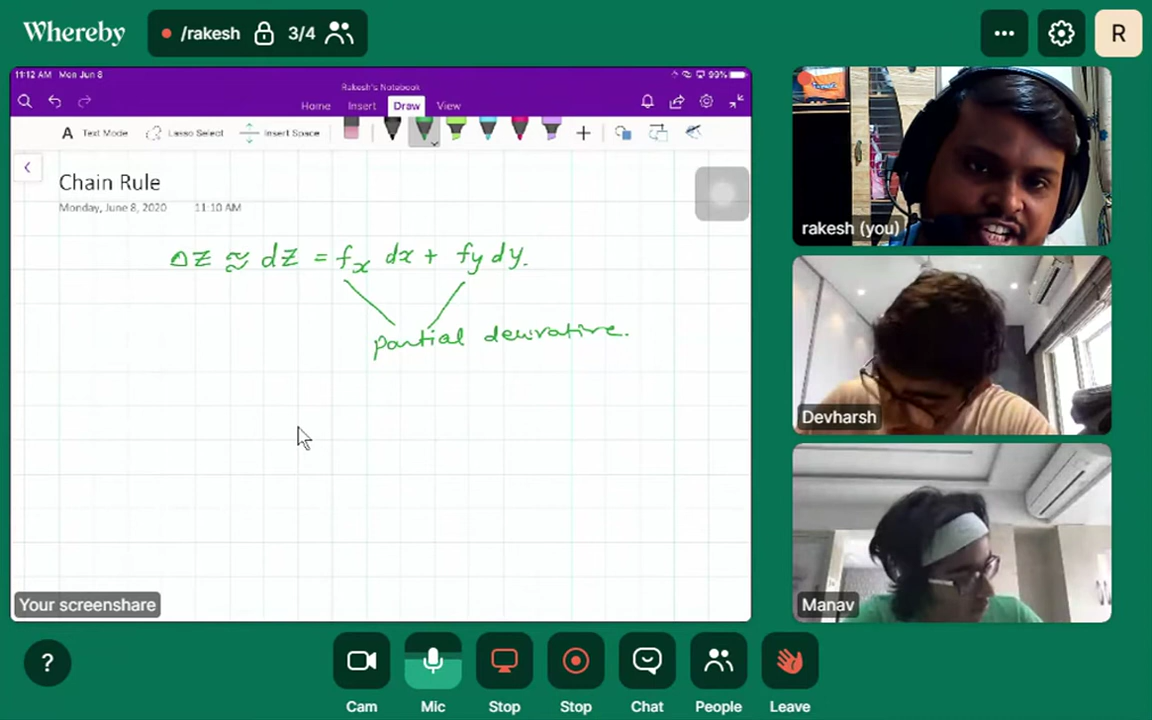 Whereby
/rakesh 3/4
R
11:12 AM Mon Jun 8
99%
Rakesh's Notebook
Home Insert Draw View
A Text Mode Lasso Select Insert Space
Chain Rule
Monday, June 8, 2020 11:10 AM
Δz ≈ dz = fx dx + fy dy.
partial derivative.
Your screenshare
rakesh (you)
Devharsh
Manav
?
Cam Mic Stop Stop Chat People Leave